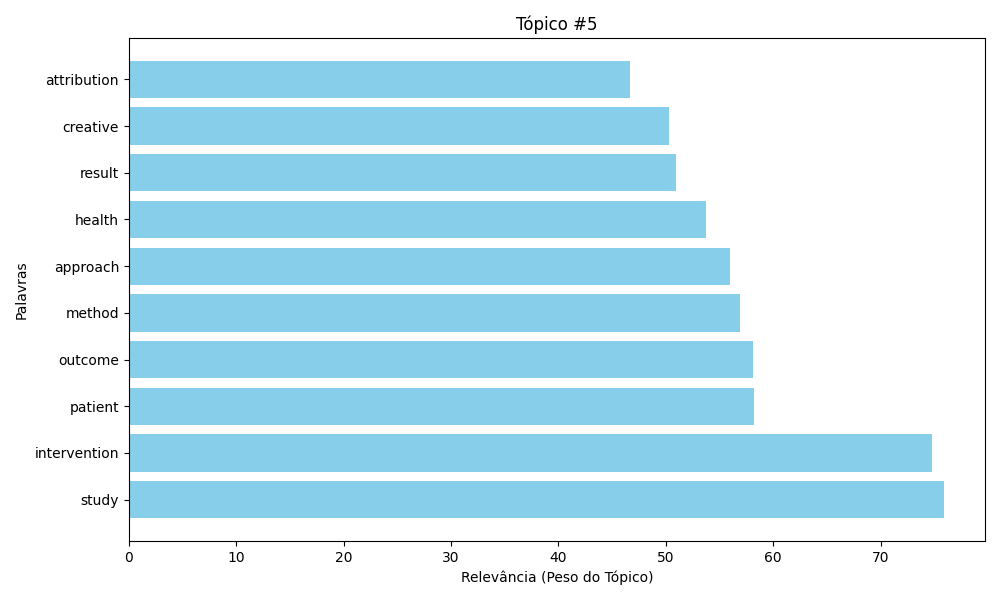 Tópico #5
Palavras
attribution
creative
result
health
approach
method
outcome
patient
intervention
study
0 10 20 30 40 50 60 70
Relevância (Peso do Tópico)